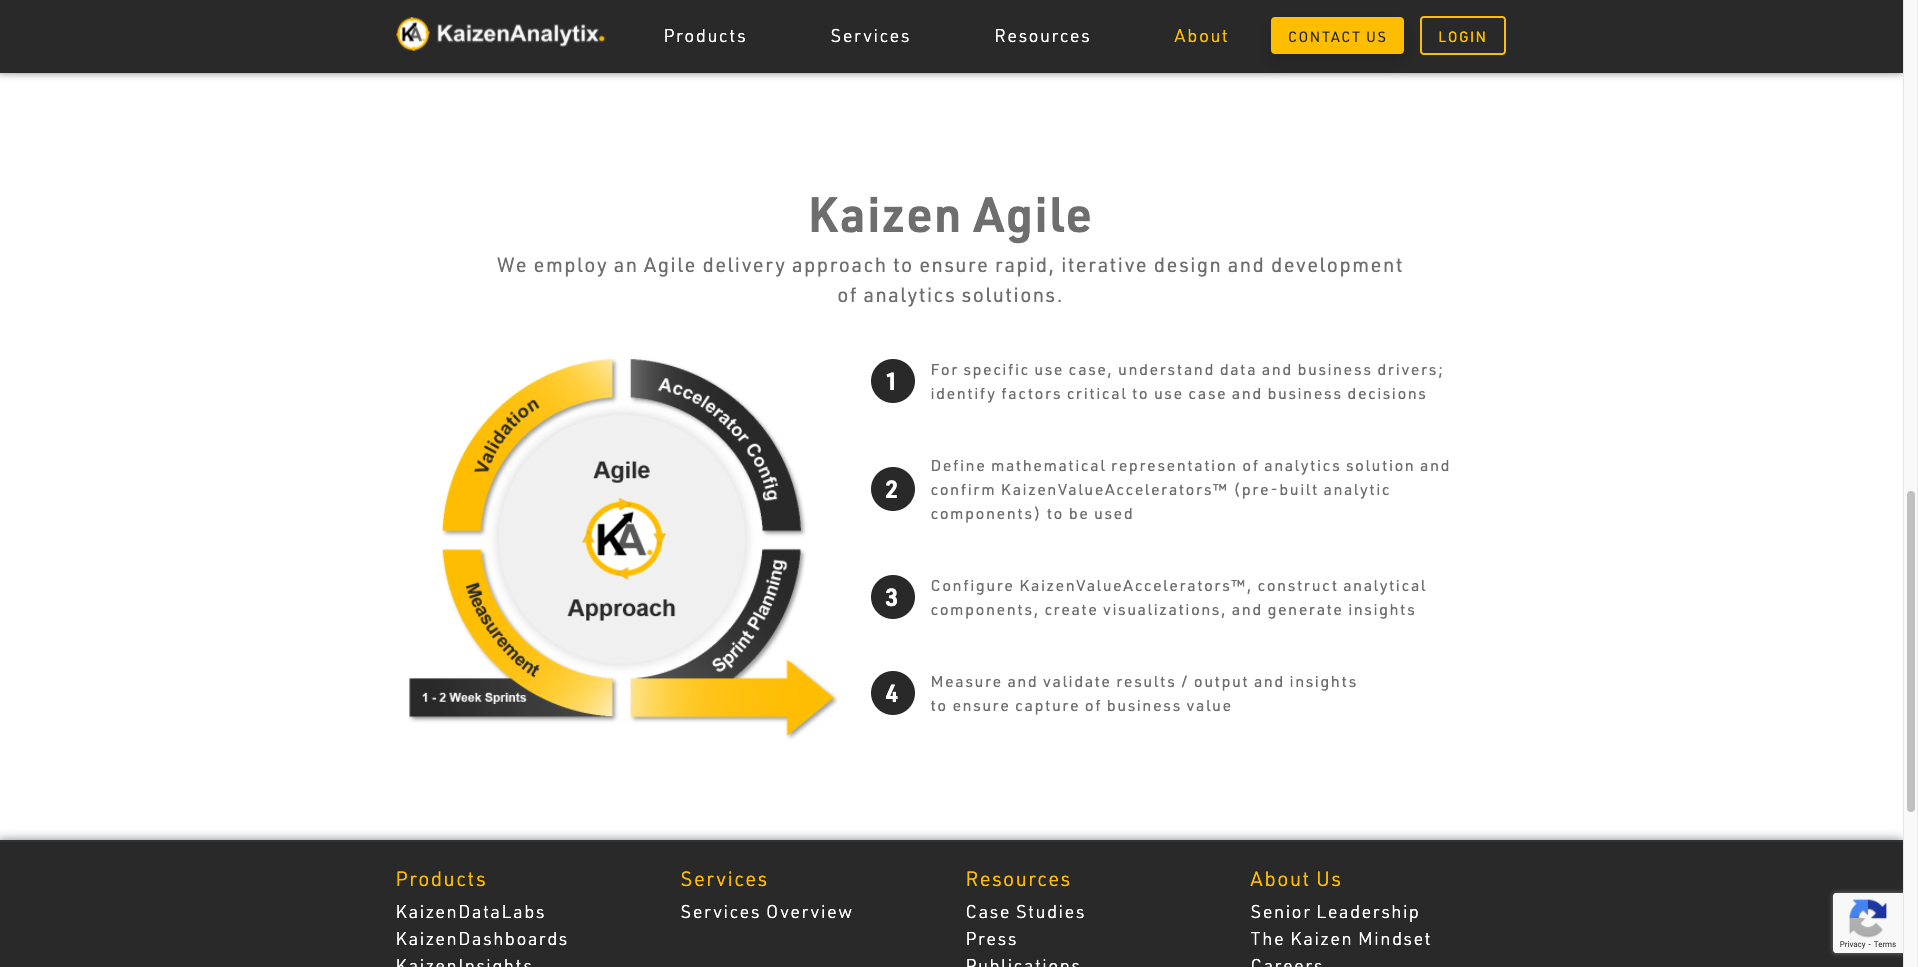 KA KaizenAnalytix.
Products
Services
Resources
About
CONTACT US
LOGIN
Kaizen Agile
We employ an Agile delivery approach to ensure rapid, iterative design and development
of analytics solutions.
Validation
Accelerator Config
Agile
KA.
Approach
Measurement
Sprint Planning
1 - 2 Week Sprints
1
For specific use case, understand data and business drivers;
identify factors critical to use case and business decisions
2
Define mathematical representation of analytics solution and
confirm KaizenValueAccelerators™ (pre-built analytic
components) to be used
3
Configure KaizenValueAccelerators™, construct analytical
components, create visualizations, and generate insights
4
Measure and validate results / output and insights
to ensure capture of business value
Products
KaizenDataLabs
KaizenDashboards
KaizenInsights
Services
Services Overview
Resources
Case Studies
Press
Publications
About Us
Senior Leadership
The Kaizen Mindset
Careers
Privacy - Terms